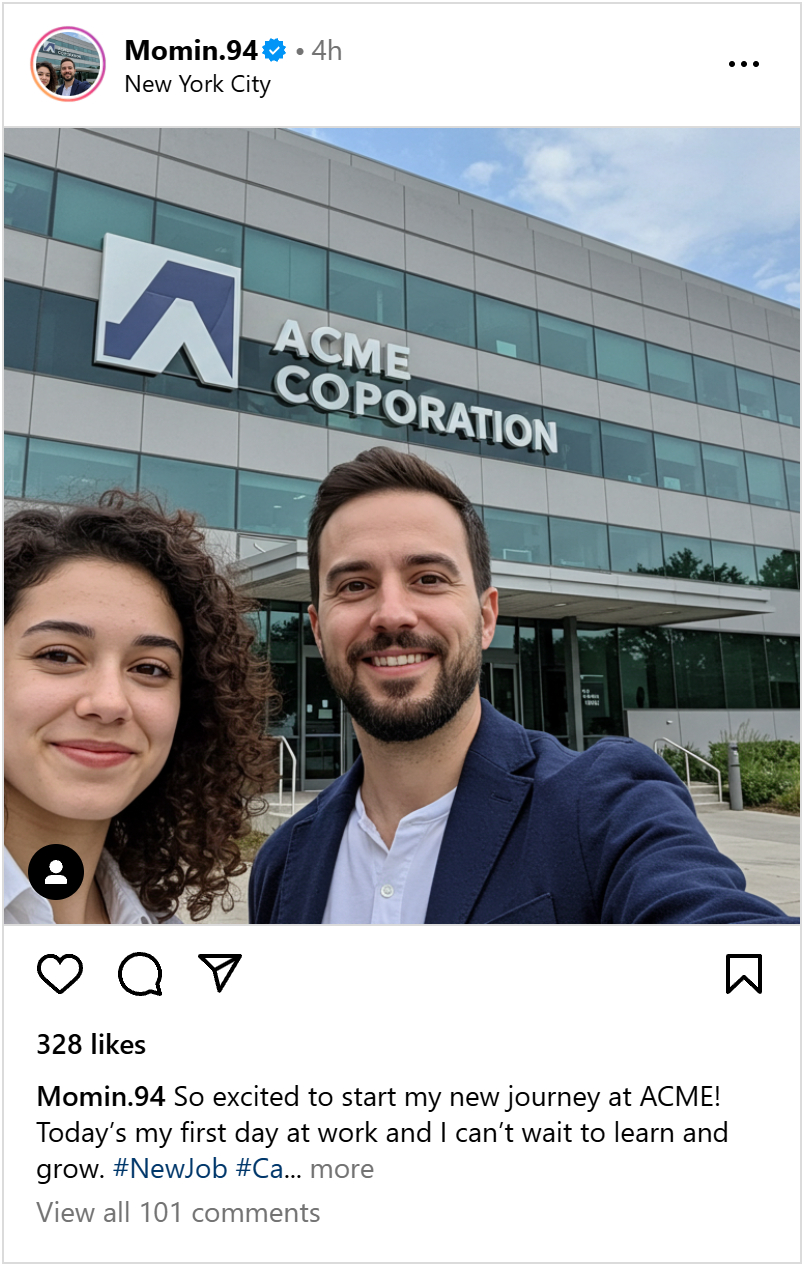 Momin.94 • 4h
New York City
ACME
COPORATION
328 likes
Momin.94 So excited to start my new journey at ACME!
Today’s my first day at work and I can’t wait to learn and
grow. #NewJob #Ca... more
View all 101 comments